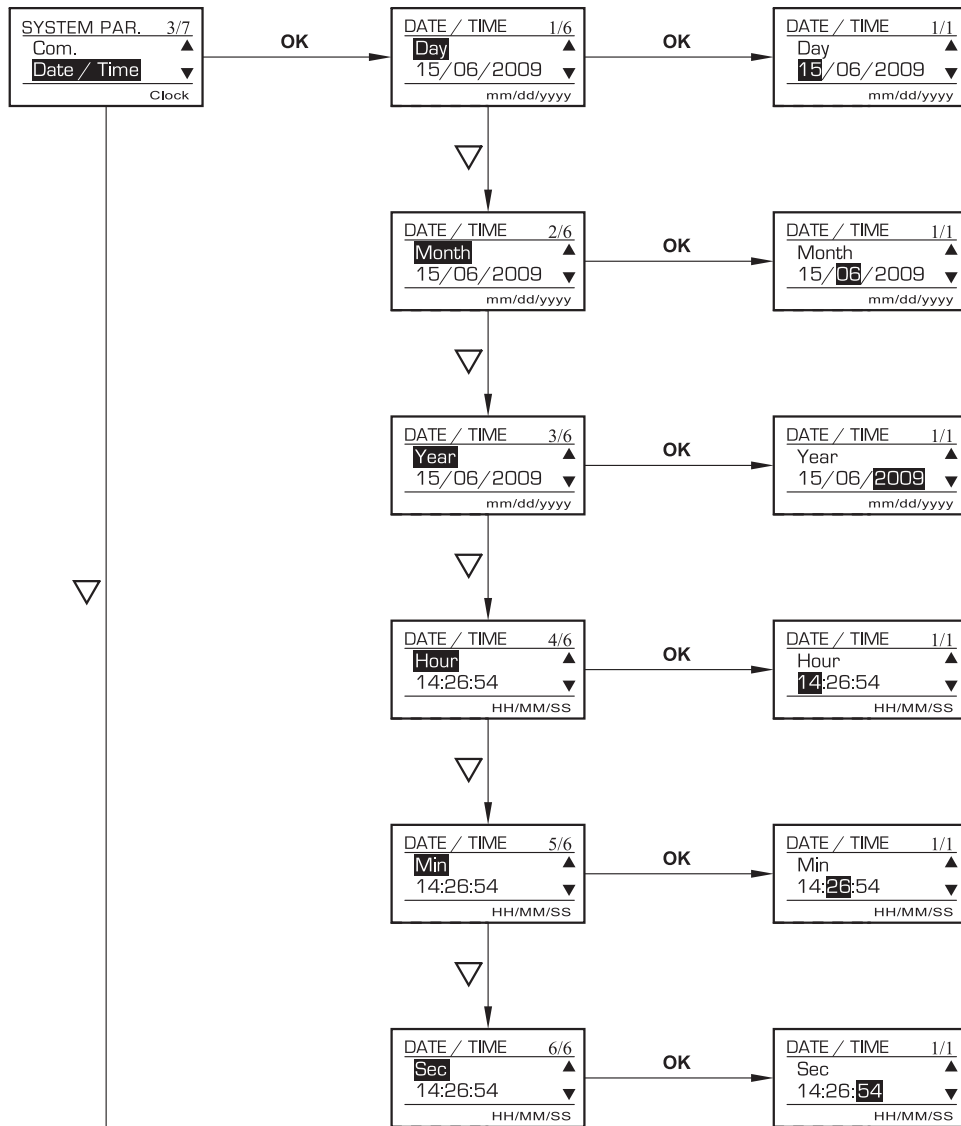 SYSTEM PAR. 3/7
Com.
Date / Time
Clock
OK
DATE / TIME 1/6
Day
15/06/2009
mm/dd/yyyy
OK
DATE / TIME 1/1
Day
15/06/2009
mm/dd/yyyy
DATE / TIME 2/6
Month
15/06/2009
mm/dd/yyyy
OK
DATE / TIME 1/1
Month
15/06/2009
mm/dd/yyyy
DATE / TIME 3/6
Year
15/06/2009
mm/dd/yyyy
OK
DATE / TIME 1/1
Year
15/06/2009
mm/dd/yyyy
DATE / TIME 4/6
Hour
14:26:54
HH/MM/SS
OK
DATE / TIME 1/1
Hour
14:26:54
HH/MM/SS
DATE / TIME 5/6
Min
14:26:54
HH/MM/SS
OK
DATE / TIME 1/1
Min
14:26:54
HH/MM/SS
DATE / TIME 6/6
Sec
14:26:54
HH/MM/SS
OK
DATE / TIME 1/1
Sec
14:26:54
HH/MM/SS